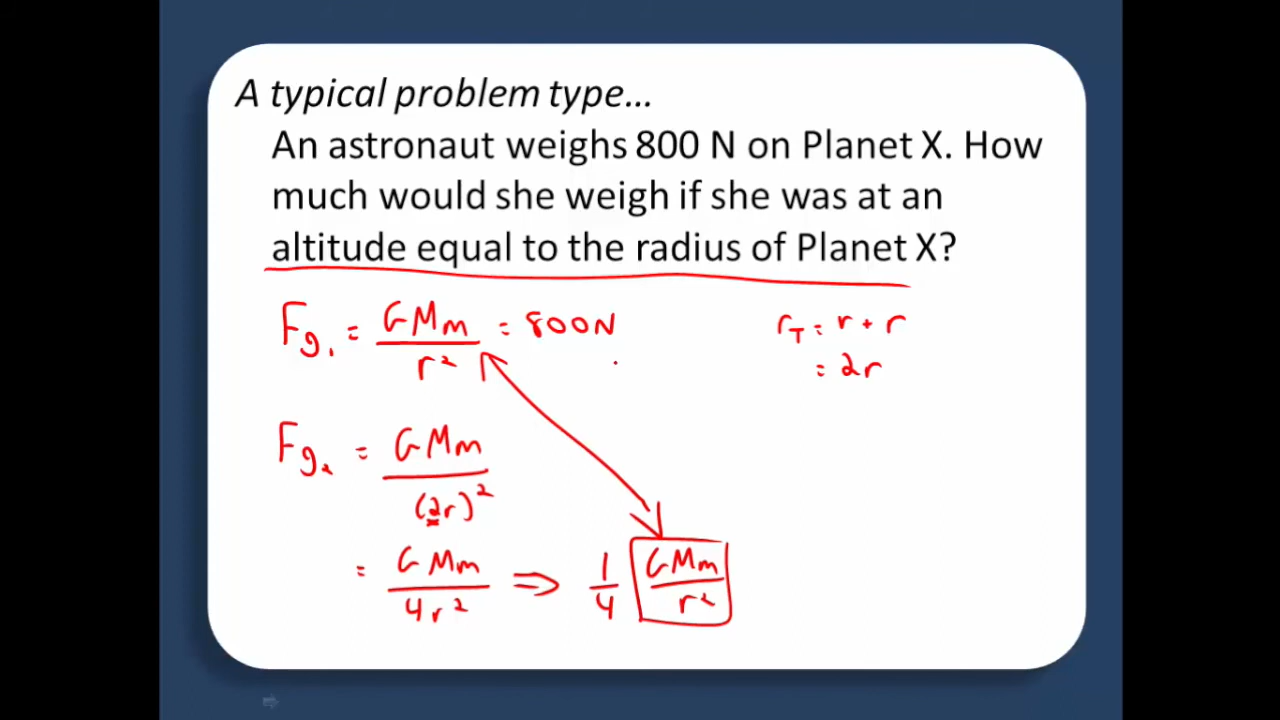 A typical problem type...
An astronaut weighs 800 N on Planet X. How
much would she weigh if she was at an
altitude equal to the radius of Planet X?
Fg₁ = GMm/r² = 800N
r_T = r + r
= 2r
Fg₂ = GMm/(2r)²
= GMm/4r² ⇒ 1/4 GMm/r²